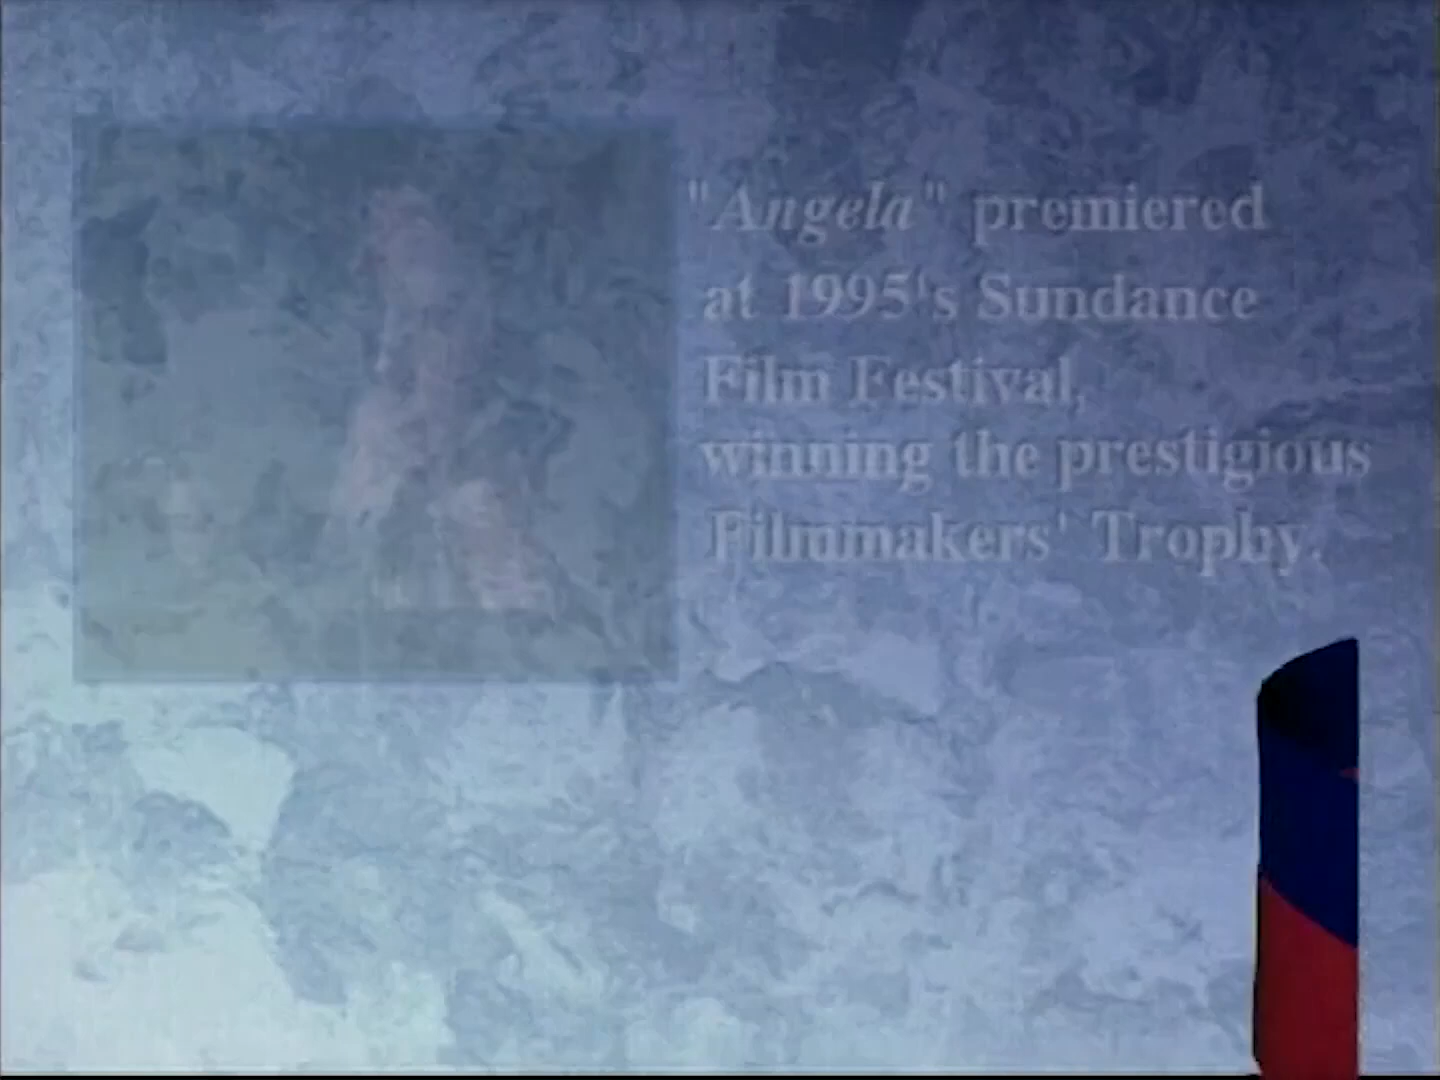 "Angela" premiered
at 1995's Sundance
Film Festival,
winning the prestigious
Filmmakers' Trophy.